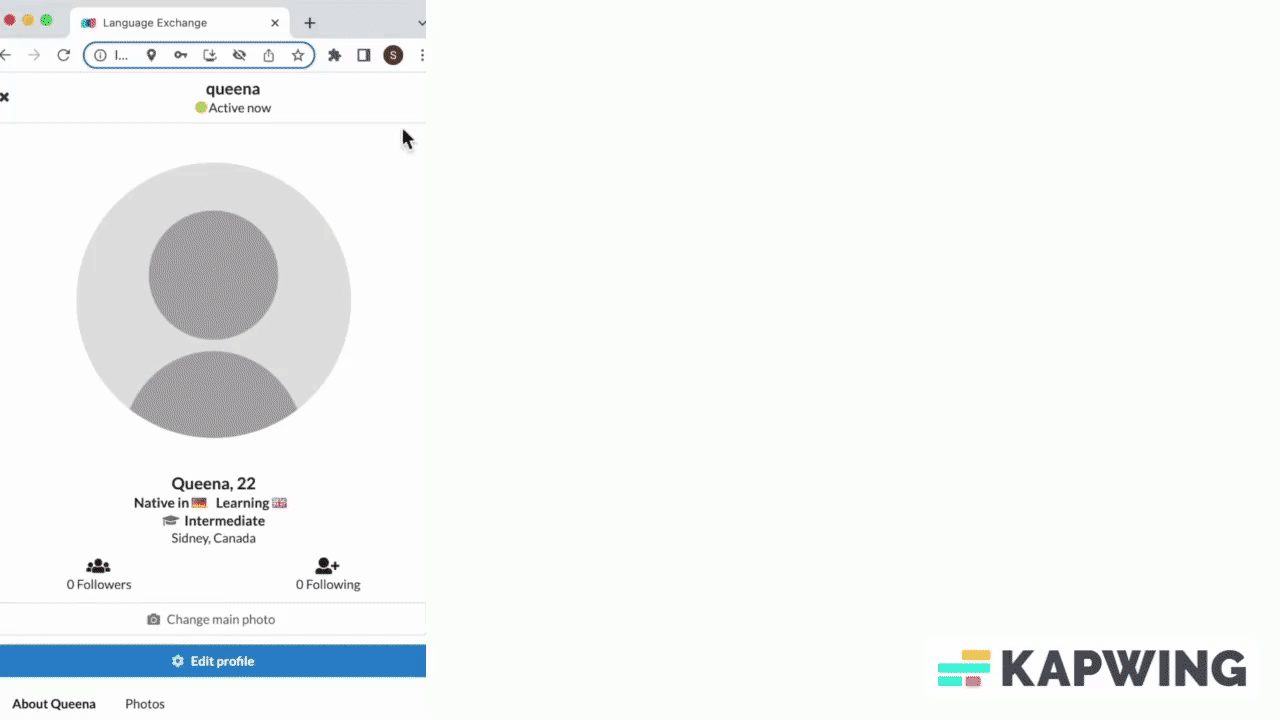 Language Exchange
l...
S
queena
Active now
Queena, 22
Native in Learning
Intermediate
Sidney, Canada
0 Followers
0 Following
Change main photo
Edit profile
About Queena
Photos
KAPWING